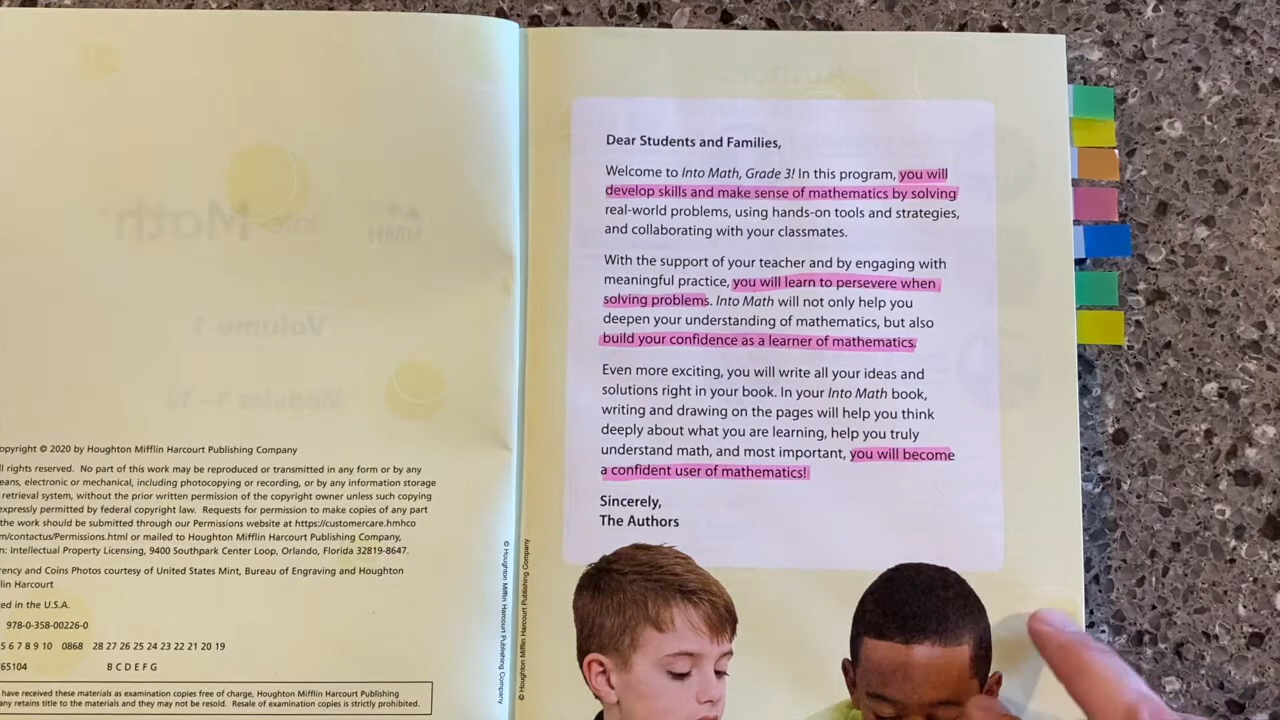 opyright © 2020 by Houghton Mifflin Harcourt Publishing Company
ll rights reserved. No part of this work may be reproduced or transmitted in any form or by any
eans, electronic or mechanical, including photocopying or recording, or by any information storage
retrieval system, without the prior written permission of the copyright owner unless such copying
expressly permitted by federal copyright law. Requests for permission to make copies of any part
the work should be submitted through our Permissions website at https://customercare.hmhco
m/contactus/Permissions.html or mailed to Houghton Mifflin Harcourt Publishing Company,
n: Intellectual Property Licensing, 9400 Southpark Center Loop, Orlando, Florida 32819-8647.
rency and Coins Photos courtesy of United States Mint, Bureau of Engraving and Houghton
lin Harcourt
ed in the U.S.A.
978-0-358-00226-0
5 6 7 8 9 10 0868 28 27 26 25 24 23 22 21 20 19
65104 B C D E F G
have received these materials as examination copies free of charge, Houghton Mifflin Harcourt Publishing
any retains title to the materials and they may not be resold. Resale of examination copies is strictly prohibited.
© Houghton Mifflin Harcourt Publishing Company
© Houghton Mifflin Harcourt Publishing Company
Dear Students and Families,
Welcome to Into Math, Grade 3! In this program, you will
develop skills and make sense of mathematics by solving
real-world problems, using hands-on tools and strategies,
and collaborating with your classmates.
With the support of your teacher and by engaging with
meaningful practice, you will learn to persevere when
solving problems. Into Math will not only help you
deepen your understanding of mathematics, but also
build your confidence as a learner of mathematics.
Even more exciting, you will write all your ideas and
solutions right in your book. In your Into Math book,
writing and drawing on the pages will help you think
deeply about what you are learning, help you truly
understand math, and most important, you will become
a confident user of mathematics!
Sincerely,
The Authors